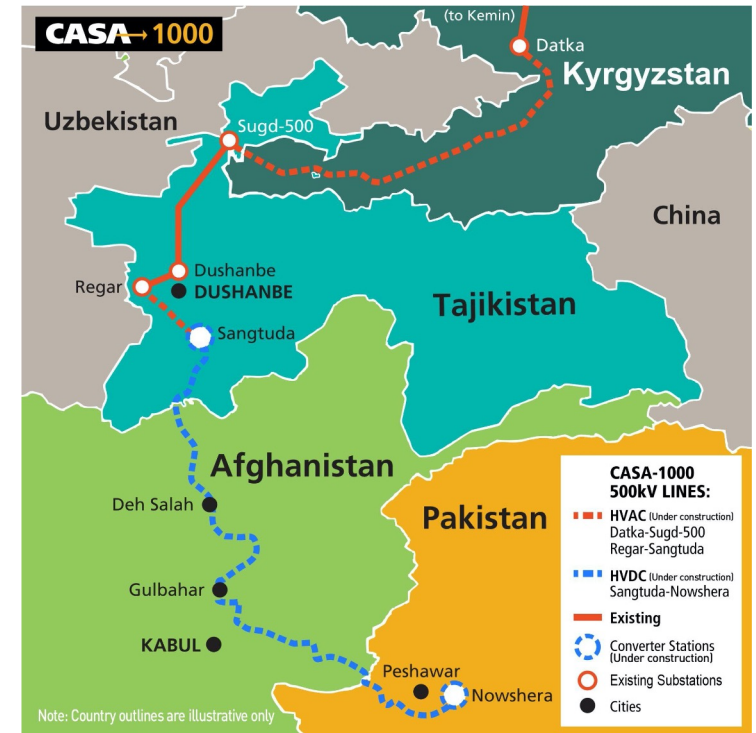 CASA→1000
(to Kemin)
Datka
Kyrgyzstan
Uzbekistan
Sugd-500
China
Dushanbe
Regar
DUSHANBE
Tajikistan
Sangtuda
Afghanistan
Deh Salah
Pakistan
Gulbahar
KABUL
Peshawar
Nowshera
CASA-1000
500kV LINES:
HVAC (Under construction)
Datka-Sugd-500
Regar-Sangtuda
HVDC (Under construction)
Sangtuda-Nowshera
Existing
Converter Stations
(Under construction)
Existing Substations
Cities
Note: Country outlines are illustrative only